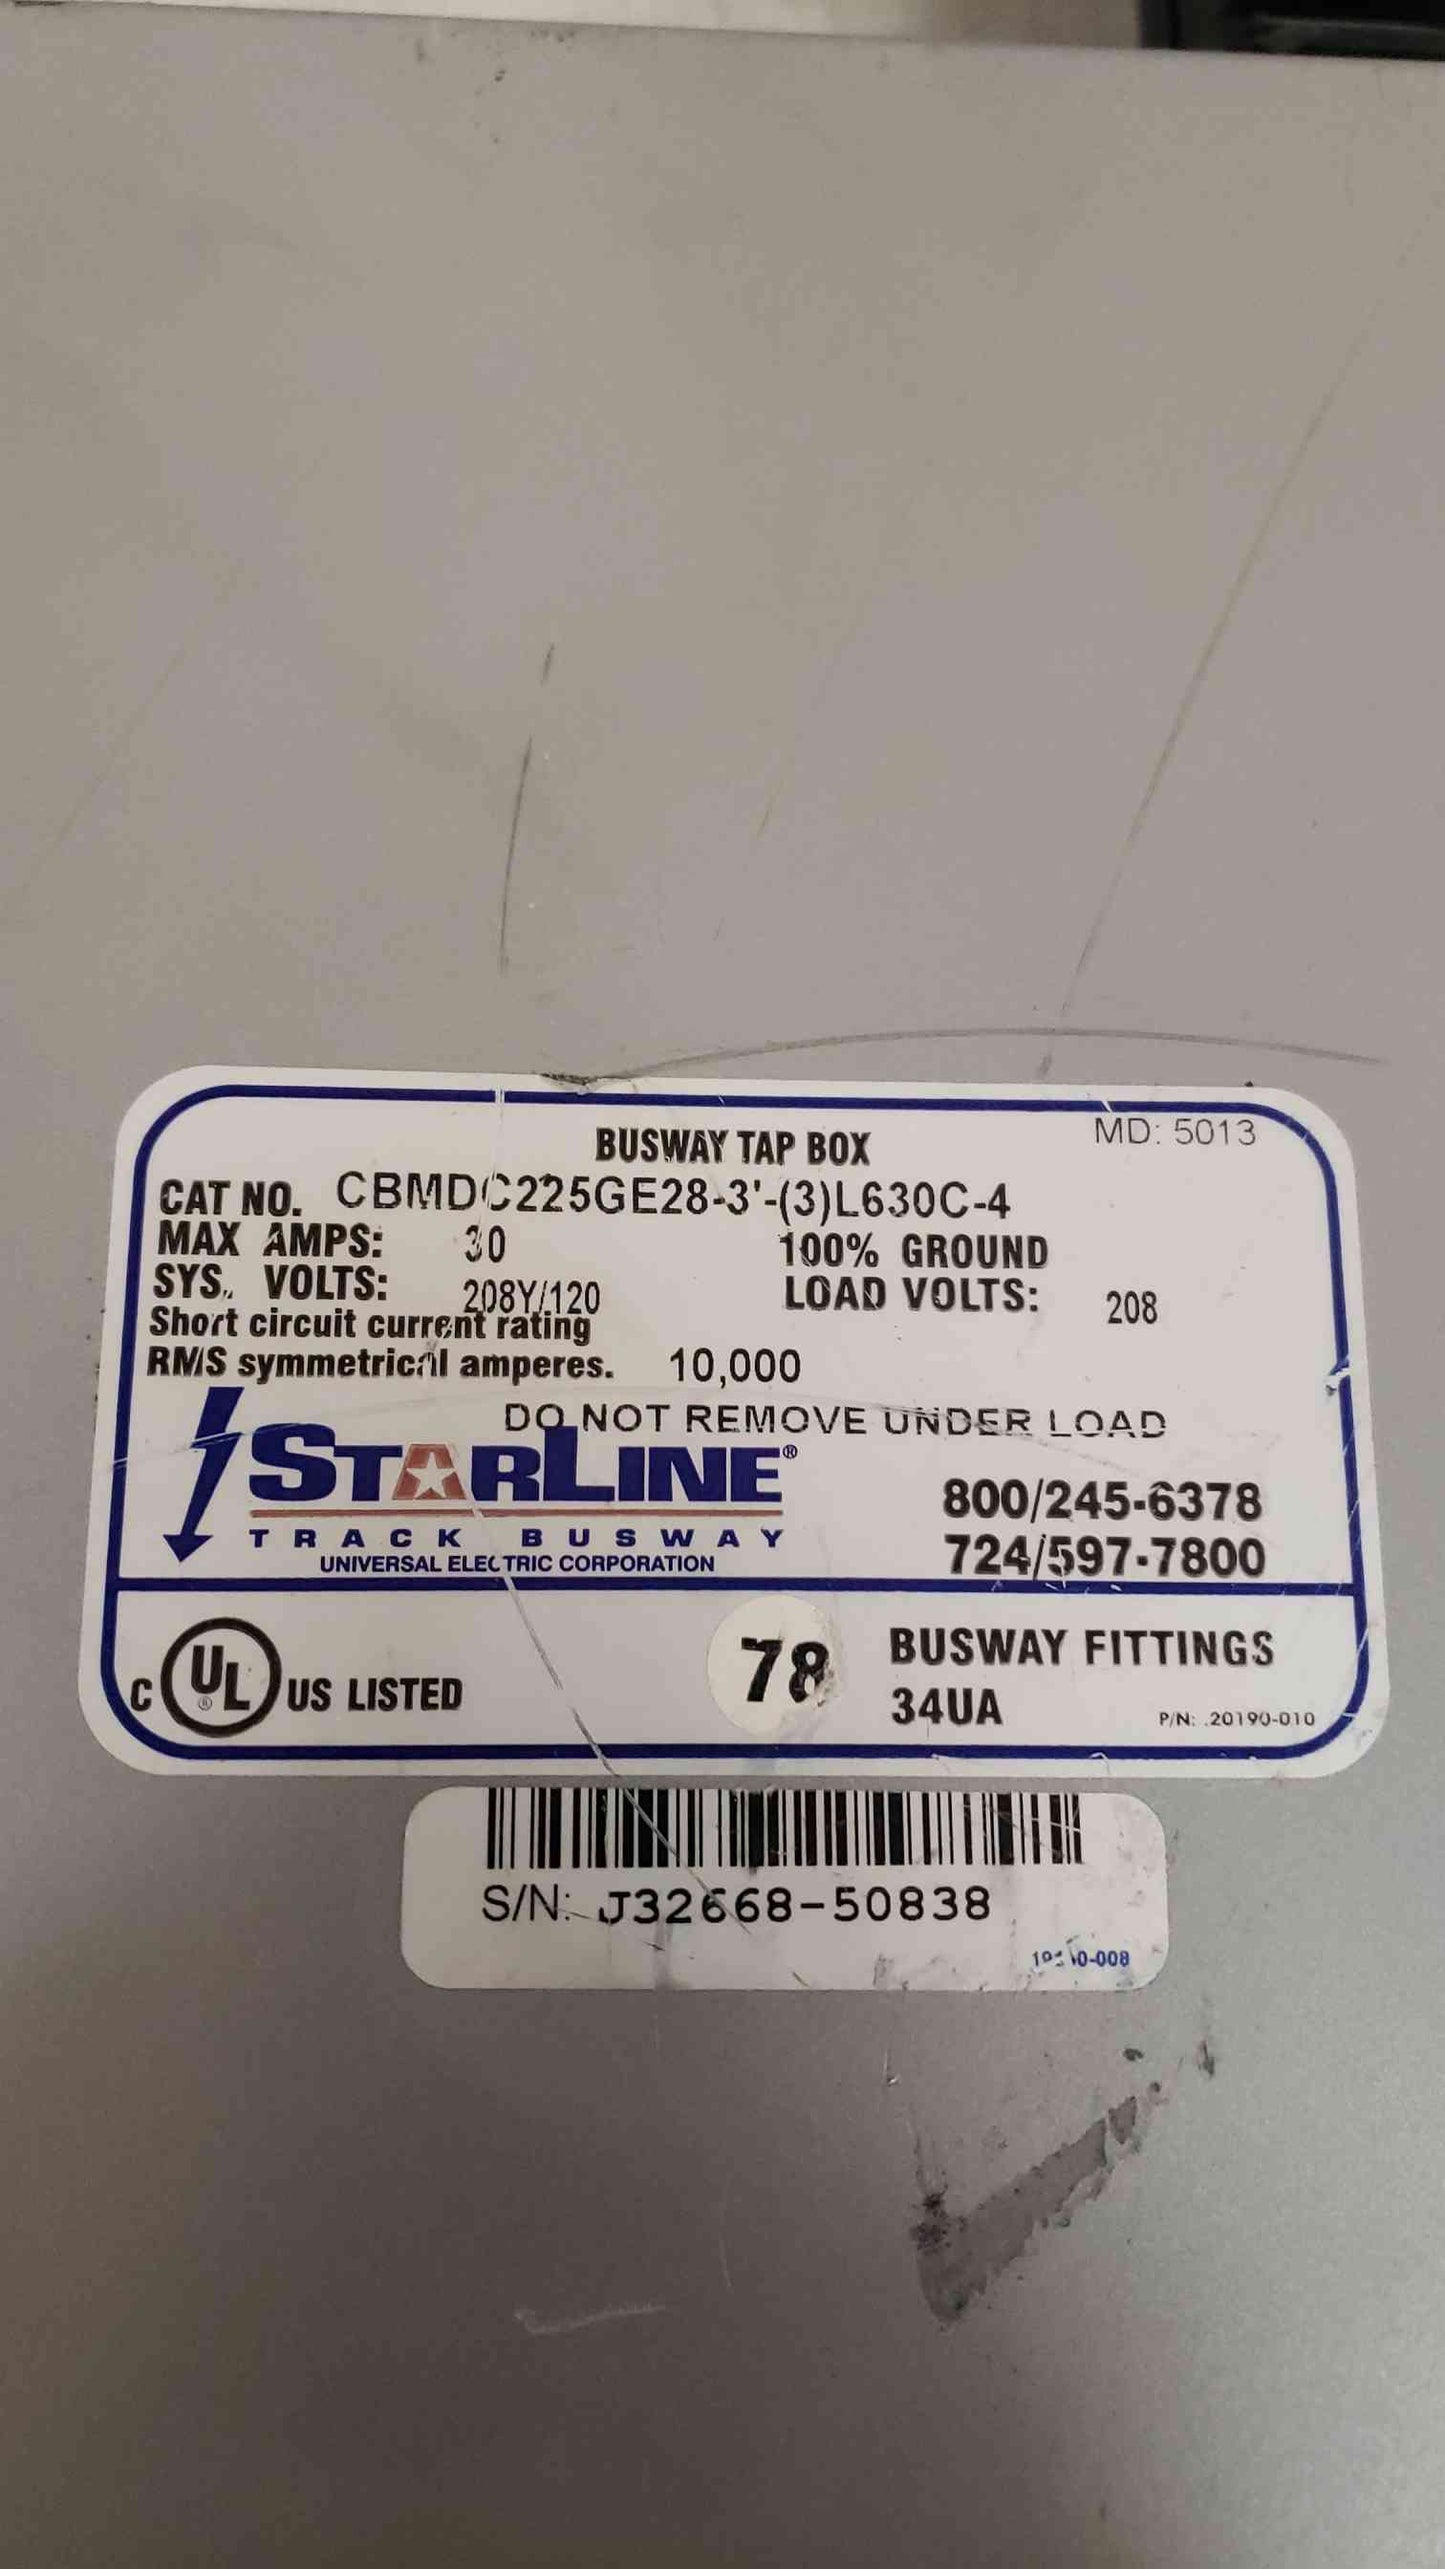 MD: 5013
BUSWAY TAP BOX
CAT NO. CBMDC225GE28-3'-(3)L630C-4
MAX AMPS: 30 100% GROUND
SYS. VOLTS: 208Y/120 LOAD VOLTS: 208
Short circuit current rating
RMS symmetrical amperes. 10,000
DO NOT REMOVE UNDER LOAD
STARLINE®
TRACK BUSWAY
UNIVERSAL ELECTRIC CORPORATION
800/245-6378
724/597-7800
C UL® US LISTED
78
BUSWAY FITTINGS
34UA
P/N: .20190-010
S/N: J32668-50838